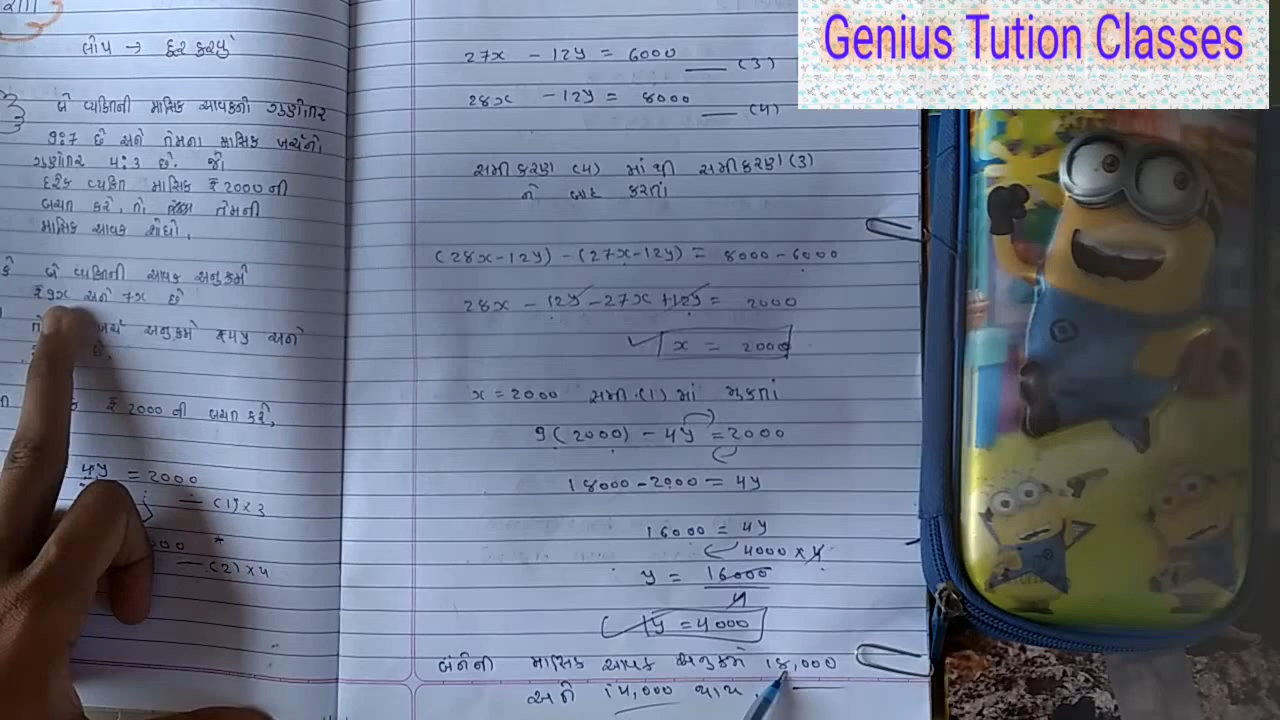 રીત
લોપ → દૂર કરવું
બે વ્યક્તિની માસિક આવકની ગુણોત્તર
9:7 છે અને તેમના માસિક ખર્ચનો
ગુણોત્તર 4:3 છે. જો
દરેક વ્યક્તિ માસિક ₹ 2000 ની
બચત કરે, તો તેમની
માસિક આવક શોધો.
કે બે વ્યક્તિની આવક અનુક્રમે
₹ 9x અને 7x છે
તે ખર્ચ અનુક્રમે ₹ 4y અને
છે.
₹ 2000 ની બચત કરે,
4y = 2000
— (1) x 3
000
— (2) x 4
27x - 12y = 6000 — (3)
28x - 12y = 8000 — (4)
સમીકરણ (4) માંથી સમીકરણ (3)
ને બાદ કરતાં
(28x - 12y) - (27x - 12y) = 8000 - 6000
28x - 12y - 27x + 12y = 2000
x = 2000
x = 2000 સમી. (1) માં મુકતાં
9(2000) - 4y = 2000
18000 - 2000 = 4y
16000 = 4y
4000 x 4
y = 16000
4
y = 4000
બંનેની માસિક આવક અનુક્રમે 18,000
અને 14,000 થાય.
Genius Tution Classes